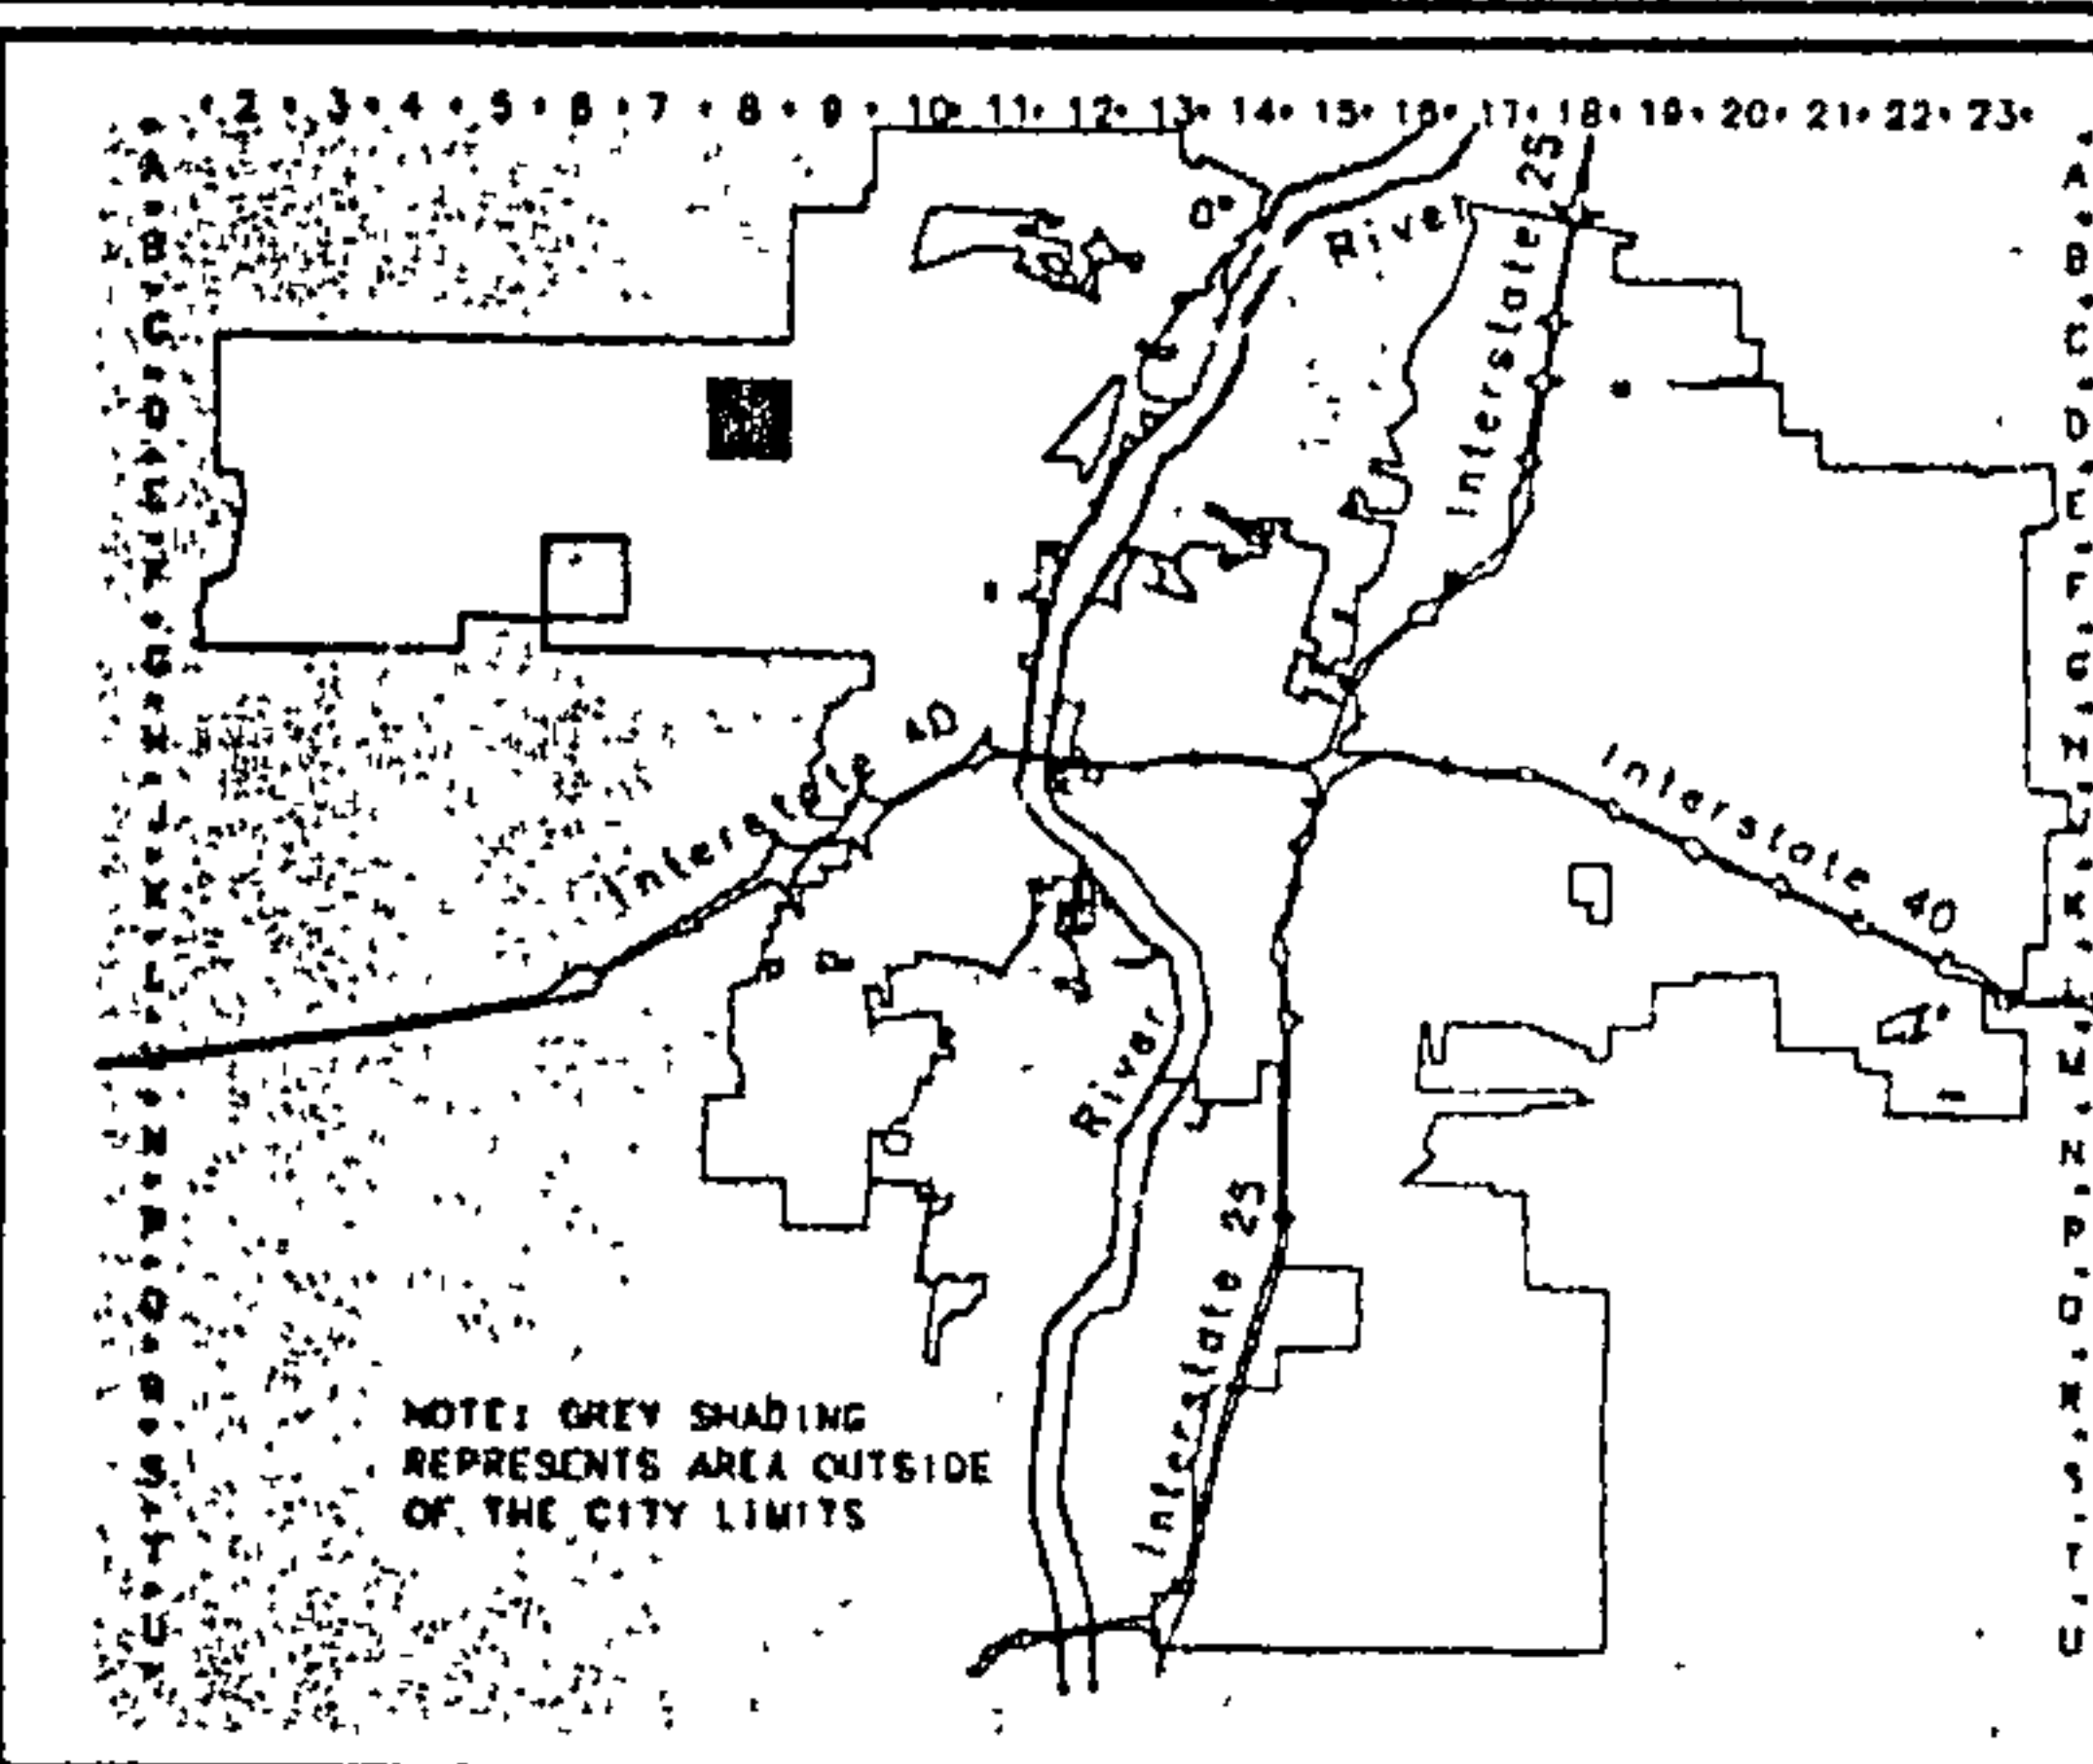 2 3 4 5 6 7 8 9 10 11 12 13 14 15 16 17 18 19 20 21 22 23
A
B
C
D
E
F
G
H
J
K
L
M
N
P
Q
R
S
T
U
River
Interstate 25
Interstate 40
Interstate 40
River
Interstate 25
NOTE: GREY SHADING
REPRESENTS AREA OUTSIDE
OF THE CITY LIMITS
A
B
C
D
E
F
G
H
J
K
L
M
N
P
Q
R
S
T
U